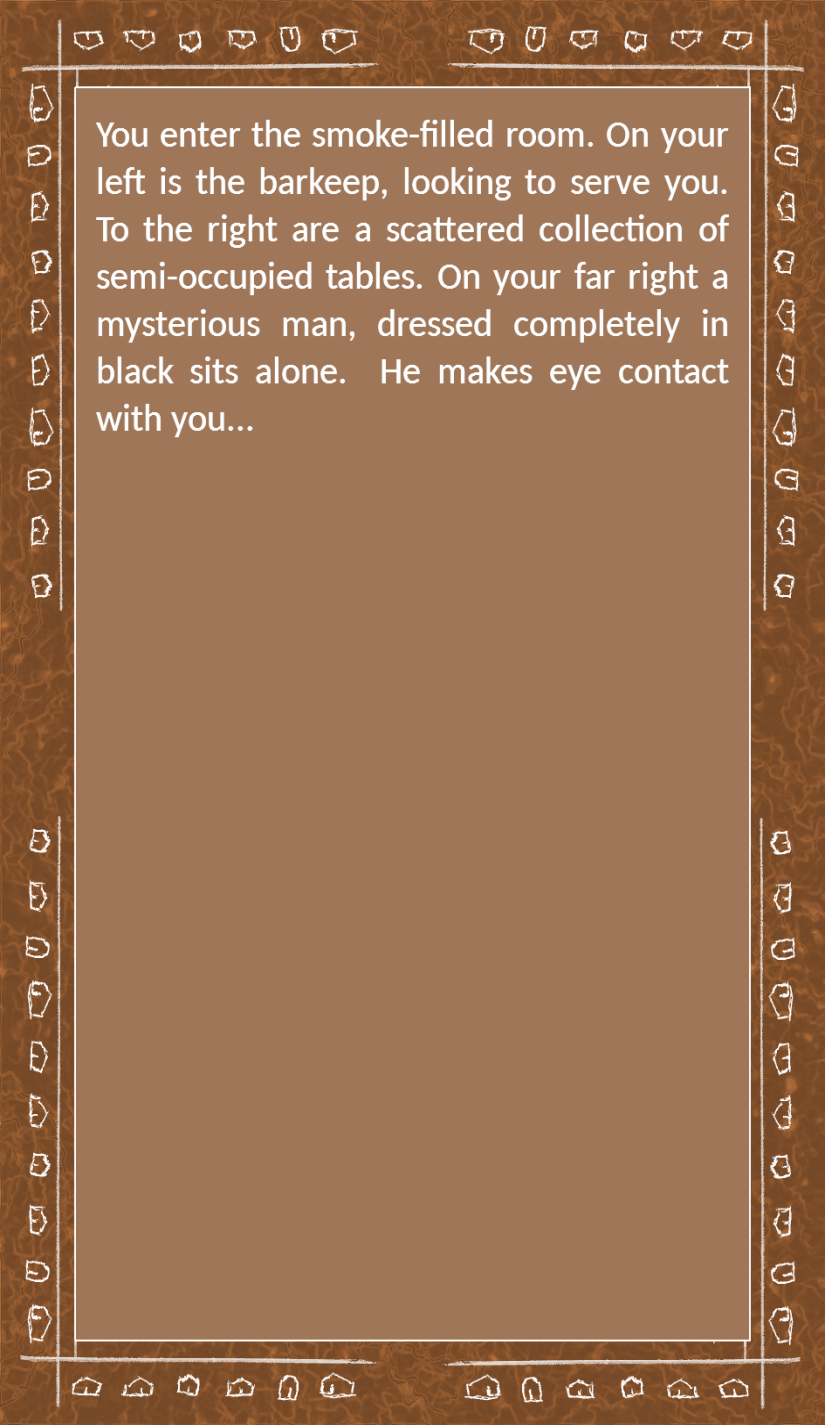 You enter the smoke-filled room. On your
left is the barkeep, looking to serve you.
To the right are a scattered collection of
semi-occupied tables. On your far right a
mysterious man, dressed completely in
black sits alone.  He makes eye contact
with you...